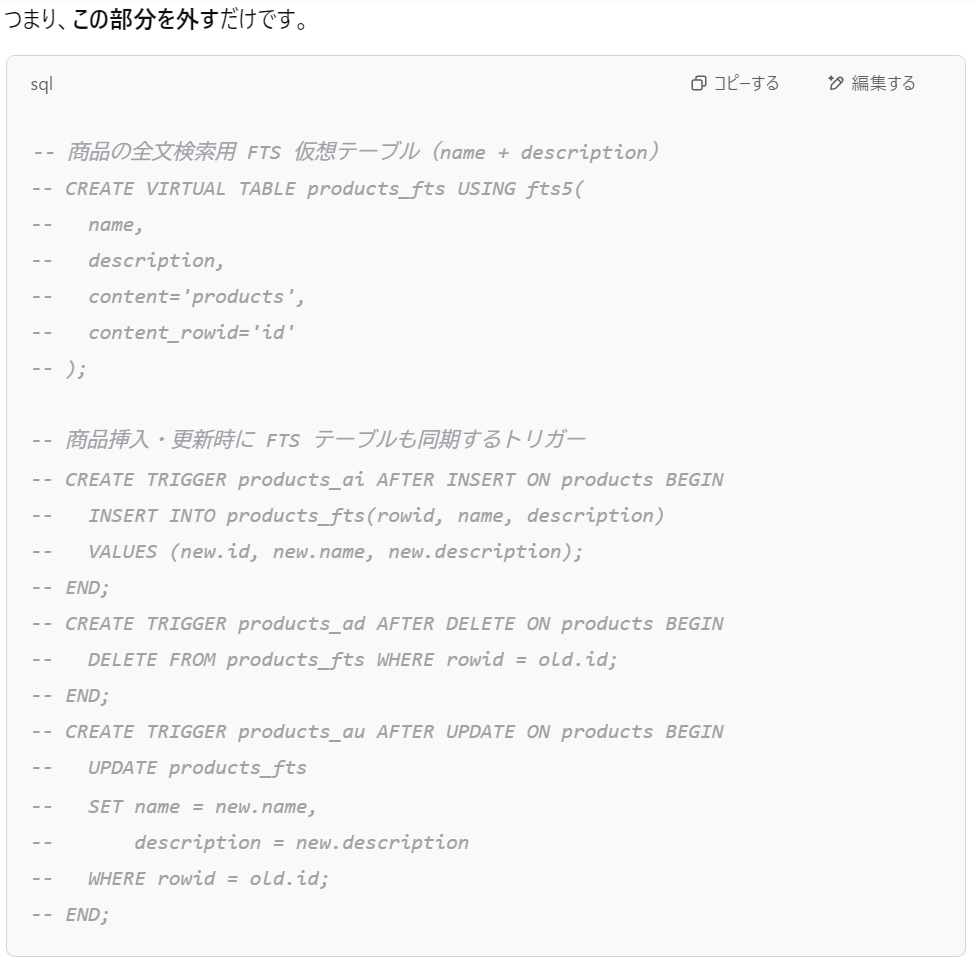 つまり、この部分を外すだけです。
sql
コピーする 編集する
-- 商品の全文検索用 FTS 仮想テーブル（name + description）
-- CREATE VIRTUAL TABLE products_fts USING fts5(
--   name,
--   description,
--   content='products',
--   content_rowid='id'
-- );
-- 商品挿入・更新時に FTS テーブルも同期するトリガー
-- CREATE TRIGGER products_ai AFTER INSERT ON products BEGIN
--   INSERT INTO products_fts(rowid, name, description)
--   VALUES (new.id, new.name, new.description);
-- END;
-- CREATE TRIGGER products_ad AFTER DELETE ON products BEGIN
--   DELETE FROM products_fts WHERE rowid = old.id;
-- END;
-- CREATE TRIGGER products_au AFTER UPDATE ON products BEGIN
--   UPDATE products_fts
--   SET name = new.name,
--       description = new.description
--   WHERE rowid = old.id;
-- END;